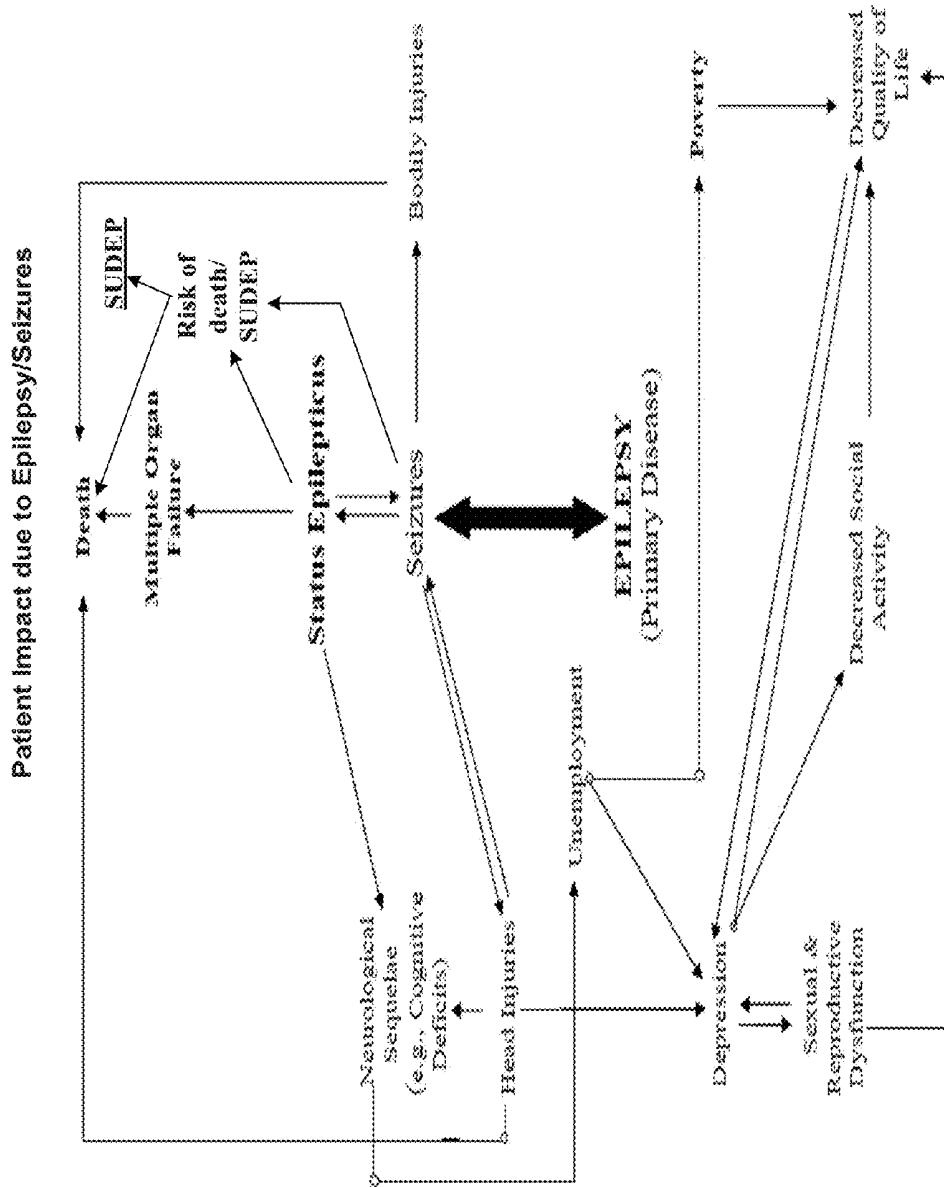 Patient Impact due to Epilepsy/Seizures
Death
SUDEP
Multiple Organ
Failure
Risk of
death/
SUDEP
Status Epilepticus
Neurological
Sequelae
(e.g., Cognitive
Deficits)
Seizures
Bodily Injuries
Head Injuries
Unemployment
EPILEPSY
(Primary Disease)
Poverty
Depression
Sexual &
Reproductive
Dysfunction
Decreased Social
Activity
Decreased
Quality of
Life